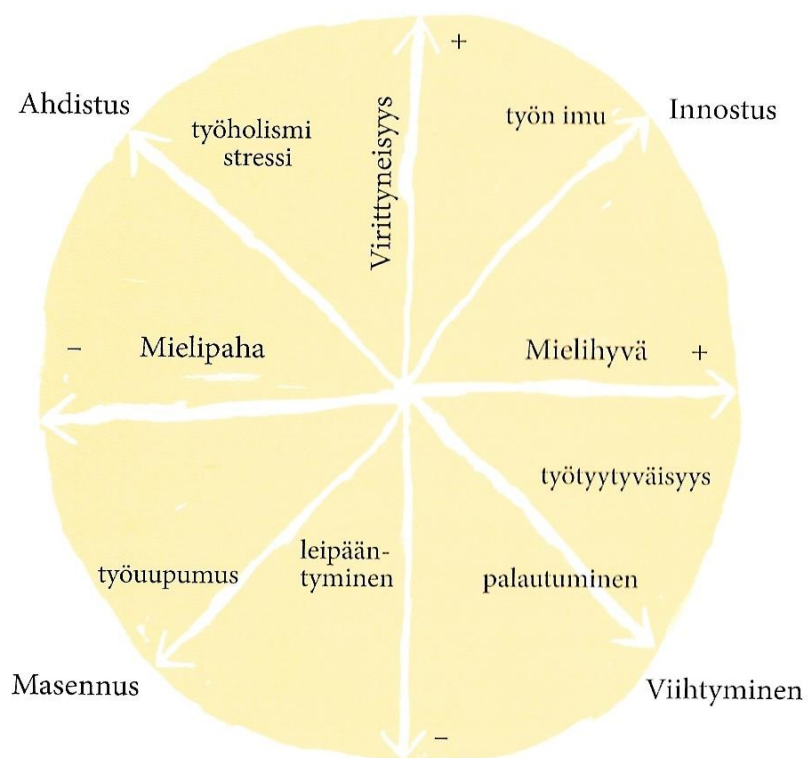 +
Ahdistus
Innostus
työn imu
työholismi
stressi
Virittyneisyys
–
Mielipaha
Mielihyvä
+
työtyytyväisyys
leipään-
tyminen
työuupumus
palautuminen
Masennus
Viihtyminen
–